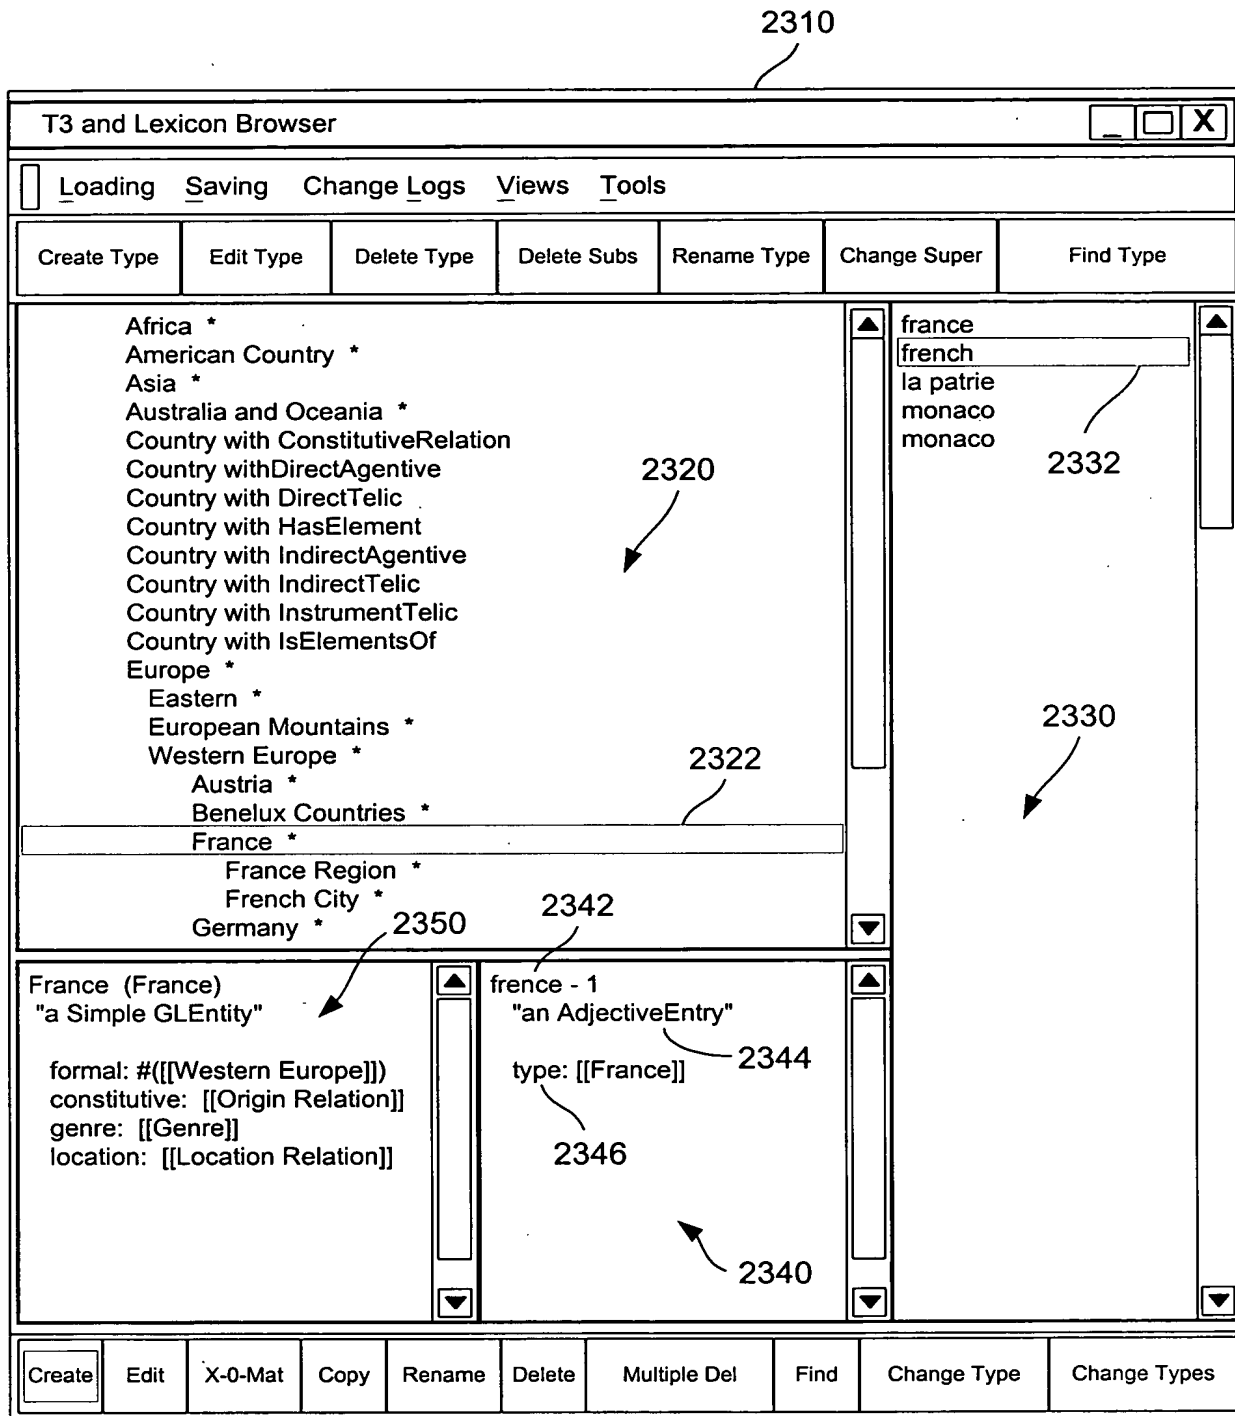 2310
T3 and Lexicon Browser
_ X
Loading Saving Change Logs Views Tools
Create Type Edit Type Delete Type Delete Subs Rename Type Change Super Find Type
Africa *
American Country *
Asia *
Australia and Oceania *
Country with ConstitutiveRelation
Country withDirectAgentive
Country with DirectTelic
Country with HasElement
Country with IndirectAgentive
Country with IndirectTelic
Country with InstrumentTelic
Country with IsElementsOf
Europe *
Eastern *
European Mountains *
Western Europe *
Austria *
Benelux Countries *
France *
France Region *
French City *
Germany *
2320
2322
france
french
la patrie
monaco
monaco
2332
2330
2350
France (France)
"a Simple GLEntity"
formal: #([[Western Europe]])
constitutive: [[Origin Relation]]
genre: [[Genre]]
location: [[Location Relation]]
2342
frence - 1
"an AdjectiveEntry"
2344
type: [[France]]
2346
2340
Create Edit X-0-Mat Copy Rename Delete Multiple Del Find Change Type Change Types